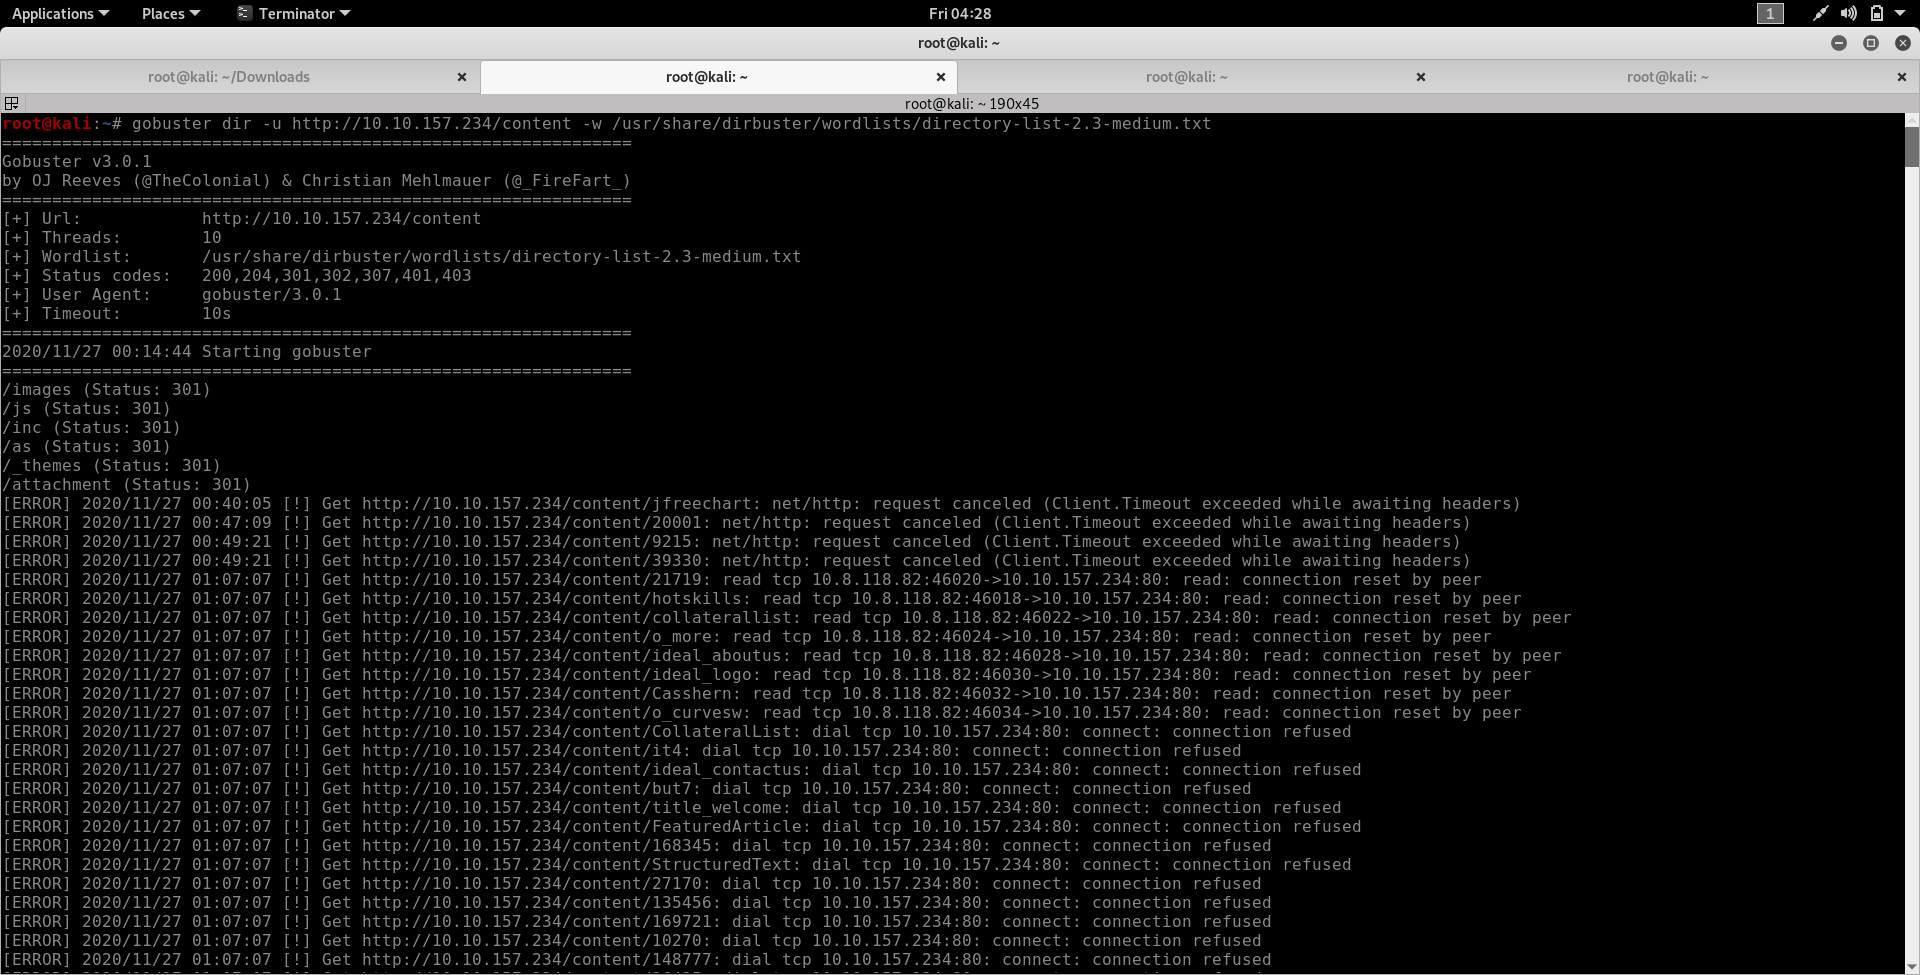 Applications Places Terminator Fri 04:28 1
root@kali: ~
root@kali: ~/Downloads root@kali: ~ root@kali: ~ root@kali: ~
root@kali: ~ 190x45
root@kali:~# gobuster dir -u http://10.10.157.234/content -w /usr/share/dirbuster/wordlists/directory-list-2.3-medium.txt
===============================================================
Gobuster v3.0.1
by OJ Reeves (@TheColonial) & Christian Mehlmauer (@_FireFart_)
===============================================================
[+] Url:            http://10.10.157.234/content
[+] Threads:        10
[+] Wordlist:       /usr/share/dirbuster/wordlists/directory-list-2.3-medium.txt
[+] Status codes:   200,204,301,302,307,401,403
[+] User Agent:     gobuster/3.0.1
[+] Timeout:        10s
===============================================================
2020/11/27 00:14:44 Starting gobuster
===============================================================
/images (Status: 301)
/js (Status: 301)
/inc (Status: 301)
/as (Status: 301)
/_themes (Status: 301)
/attachment (Status: 301)
[ERROR] 2020/11/27 00:40:05 [!] Get http://10.10.157.234/content/jfreechart: net/http: request canceled (Client.Timeout exceeded while awaiting headers)
[ERROR] 2020/11/27 00:47:09 [!] Get http://10.10.157.234/content/20001: net/http: request canceled (Client.Timeout exceeded while awaiting headers)
[ERROR] 2020/11/27 00:49:21 [!] Get http://10.10.157.234/content/9215: net/http: request canceled (Client.Timeout exceeded while awaiting headers)
[ERROR] 2020/11/27 00:49:21 [!] Get http://10.10.157.234/content/39330: net/http: request canceled (Client.Timeout exceeded while awaiting headers)
[ERROR] 2020/11/27 01:07:07 [!] Get http://10.10.157.234/content/21719: read tcp 10.8.118.82:46020->10.10.157.234:80: read: connection reset by peer
[ERROR] 2020/11/27 01:07:07 [!] Get http://10.10.157.234/content/hotskills: read tcp 10.8.118.82:46018->10.10.157.234:80: read: connection reset by peer
[ERROR] 2020/11/27 01:07:07 [!] Get http://10.10.157.234/content/collaterallist: read tcp 10.8.118.82:46022->10.10.157.234:80: read: connection reset by peer
[ERROR] 2020/11/27 01:07:07 [!] Get http://10.10.157.234/content/o_more: read tcp 10.8.118.82:46024->10.10.157.234:80: read: connection reset by peer
[ERROR] 2020/11/27 01:07:07 [!] Get http://10.10.157.234/content/ideal_aboutus: read tcp 10.8.118.82:46028->10.10.157.234:80: read: connection reset by peer
[ERROR] 2020/11/27 01:07:07 [!] Get http://10.10.157.234/content/ideal_logo: read tcp 10.8.118.82:46030->10.10.157.234:80: read: connection reset by peer
[ERROR] 2020/11/27 01:07:07 [!] Get http://10.10.157.234/content/Casshern: read tcp 10.8.118.82:46032->10.10.157.234:80: read: connection reset by peer
[ERROR] 2020/11/27 01:07:07 [!] Get http://10.10.157.234/content/o_curvesw: read tcp 10.8.118.82:46034->10.10.157.234:80: read: connection reset by peer
[ERROR] 2020/11/27 01:07:07 [!] Get http://10.10.157.234/content/CollateralList: dial tcp 10.10.157.234:80: connect: connection refused
[ERROR] 2020/11/27 01:07:07 [!] Get http://10.10.157.234/content/it4: dial tcp 10.10.157.234:80: connect: connection refused
[ERROR] 2020/11/27 01:07:07 [!] Get http://10.10.157.234/content/ideal_contactus: dial tcp 10.10.157.234:80: connect: connection refused
[ERROR] 2020/11/27 01:07:07 [!] Get http://10.10.157.234/content/but7: dial tcp 10.10.157.234:80: connect: connection refused
[ERROR] 2020/11/27 01:07:07 [!] Get http://10.10.157.234/content/title_welcome: dial tcp 10.10.157.234:80: connect: connection refused
[ERROR] 2020/11/27 01:07:07 [!] Get http://10.10.157.234/content/FeaturedArticle: dial tcp 10.10.157.234:80: connect: connection refused
[ERROR] 2020/11/27 01:07:07 [!] Get http://10.10.157.234/content/168345: dial tcp 10.10.157.234:80: connect: connection refused
[ERROR] 2020/11/27 01:07:07 [!] Get http://10.10.157.234/content/StructuredText: dial tcp 10.10.157.234:80: connect: connection refused
[ERROR] 2020/11/27 01:07:07 [!] Get http://10.10.157.234/content/27170: dial tcp 10.10.157.234:80: connect: connection refused
[ERROR] 2020/11/27 01:07:07 [!] Get http://10.10.157.234/content/135456: dial tcp 10.10.157.234:80: connect: connection refused
[ERROR] 2020/11/27 01:07:07 [!] Get http://10.10.157.234/content/169721: dial tcp 10.10.157.234:80: connect: connection refused
[ERROR] 2020/11/27 01:07:07 [!] Get http://10.10.157.234/content/10270: dial tcp 10.10.157.234:80: connect: connection refused
[ERROR] 2020/11/27 01:07:07 [!] Get http://10.10.157.234/content/148777: dial tcp 10.10.157.234:80: connect: connection refused